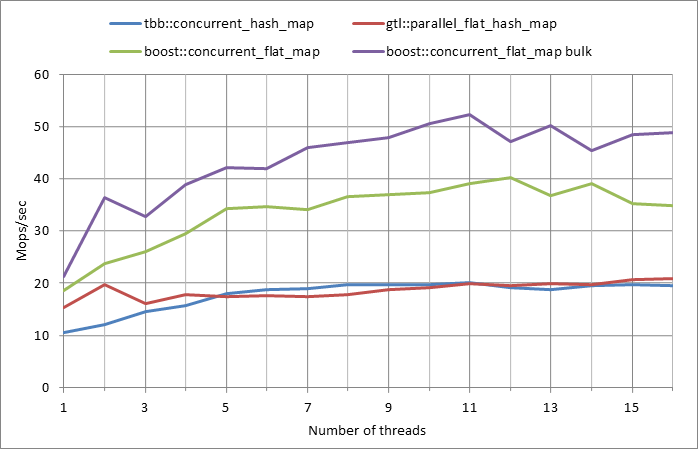 tbb::concurrent_hash_map gtl::parallel_flat_hash_map
boost::concurrent_flat_map boost::concurrent_flat_map bulk
60
50
40
30
20
10
0
Mops/sec
1 3 5 7 9 11 13 15
Number of threads